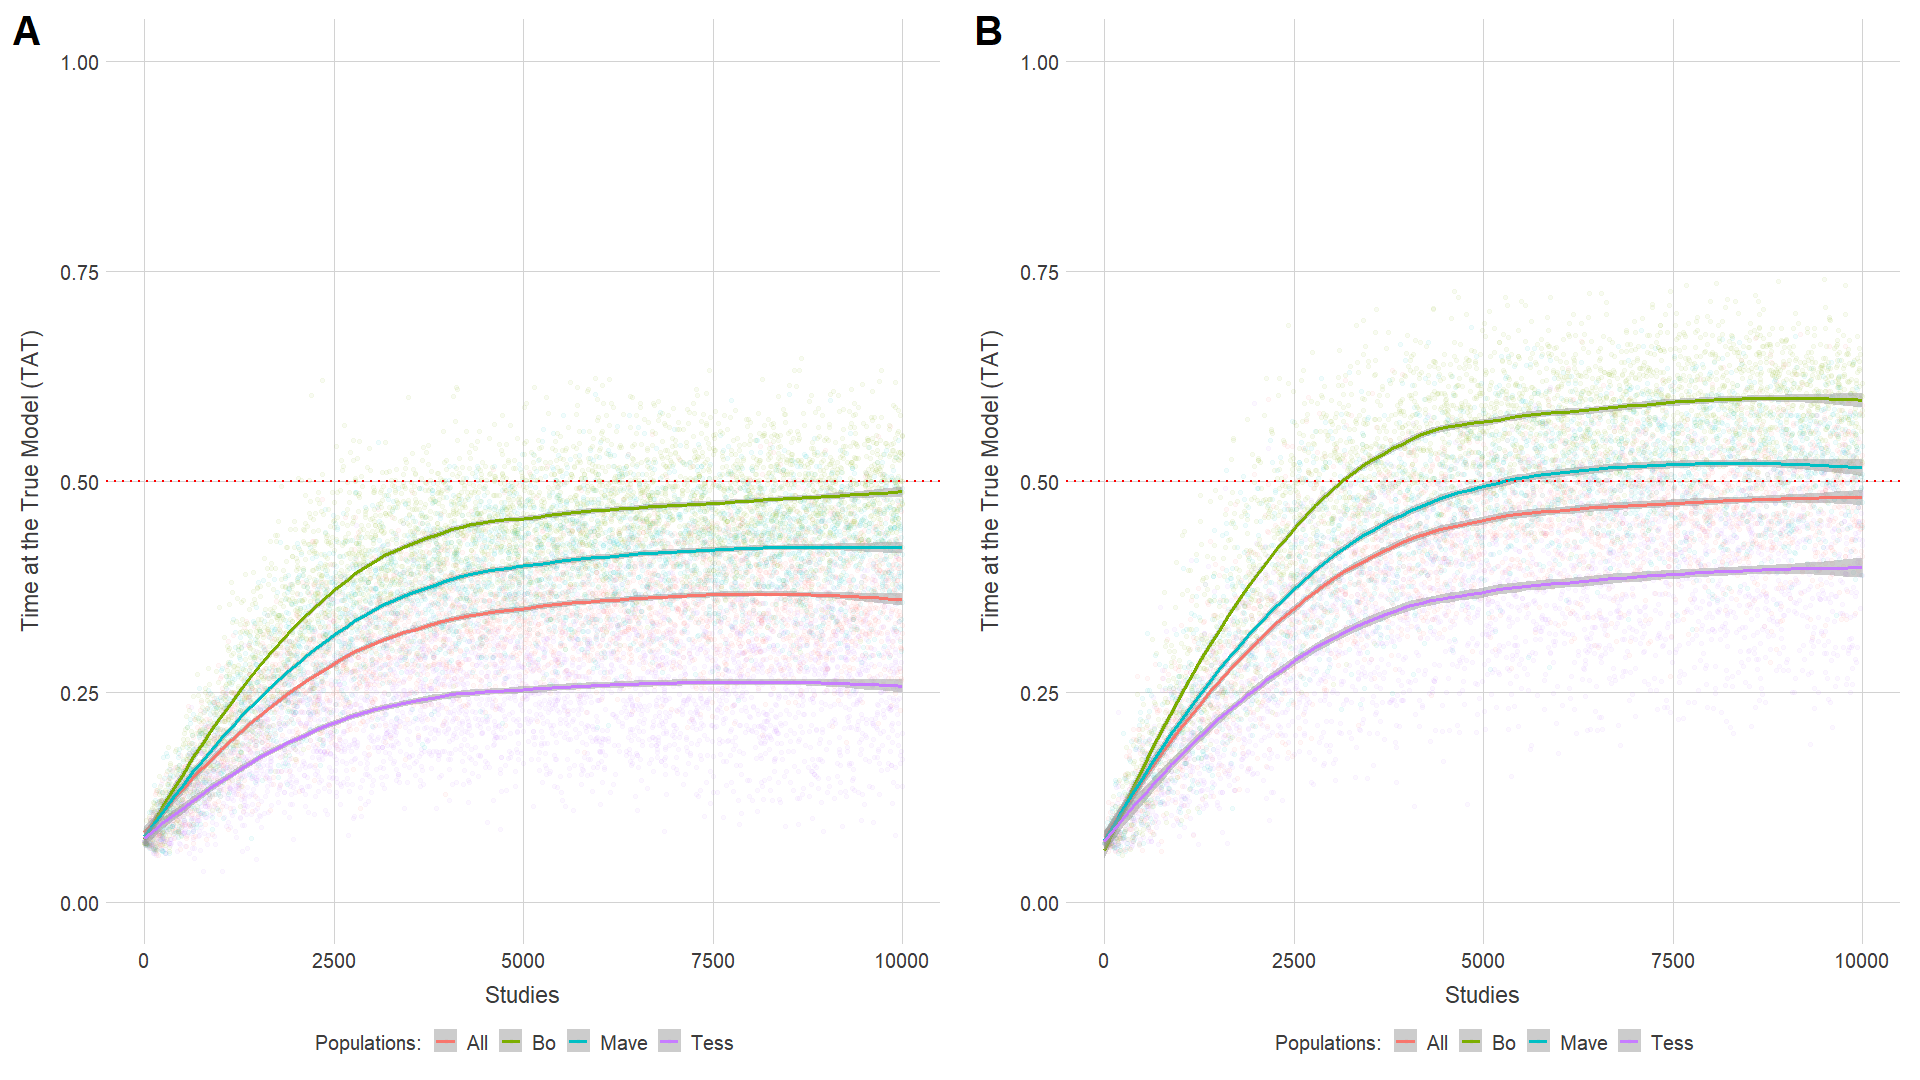 A
Time at the True Model (TAT)
1.00
0.75
0.50
0.25
0.00
0 2500 5000 7500 10000
Studies
Populations: All Bo Mave Tess
B
Time at the True Model (TAT)
1.00
0.75
0.50
0.25
0.00
0 2500 5000 7500 10000
Studies
Populations: All Bo Mave Tess